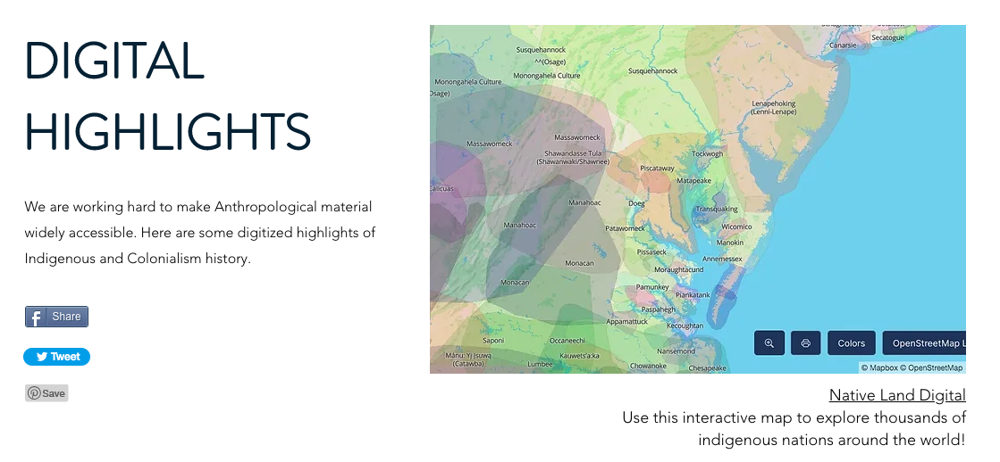 DIGITAL
HIGHLIGHTS
We are working hard to make Anthropological material
widely accessible. Here are some digitized highlights of
Indigenous and Colonialism history.
f Share
Tweet
Save
Canarsie
Secatogue
Susquehannock
^^(Osage)
Monongahela Culture
Susquehannock
Monongahela Culture
Osage)
Lenapehoking
(Lenni-Lenape)
Massawomeck
Massawomeck
Shawandasse Tula
(Shawanwaki/Shawnee)
Tockwogh
Piscataway
Matapeake
Calicuas
Manahoac
Doeg
Transquaking
Manahoac
Patawomeck
Wicomico
Manokin
Pissaseck
Annemessex
Monacan
Moraughtacund
Monacan
Pamunkey
Piankatank
Paspahegh
Appamattuck
Kecoughtan
Saponi
Occaneechi
Nansemond
Mánu: Yį Įsuwą
(Catawba)
Kauwets'a:ka
Lumbee
Chowanoke
Chesapeake
Colors
OpenStreetMap L
© Mapbox © OpenStreetMap
Native Land Digital
Use this interactive map to explore thousands of
indigenous nations around the world!